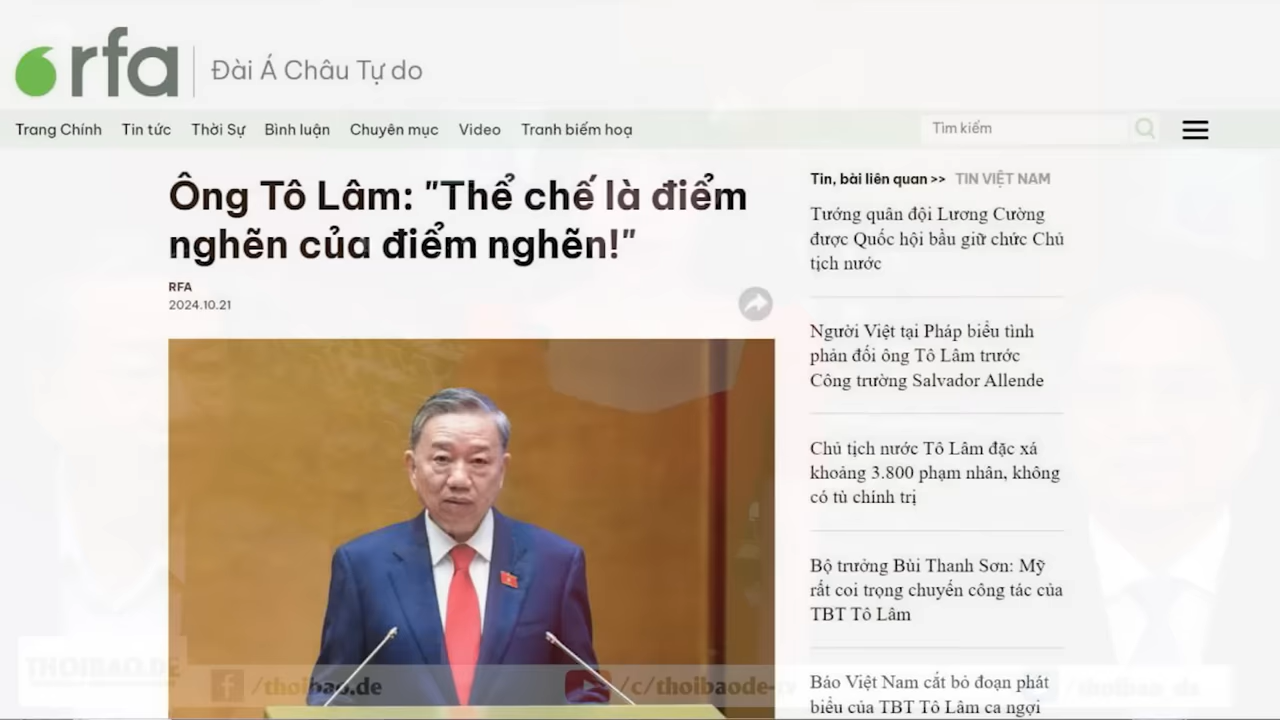 rfa Đài Á Châu Tự do
Trang Chính Tin tức Thời Sự Bình luận Chuyên mục Video Tranh biếm hoạ Tìm kiếm
Ông Tô Lâm: "Thể chế là điểm
nghẽn của điểm nghẽn!"
RFA
2024.10.21
Tin, bài liên quan >> TIN VIỆT NAM
Tướng quân đội Lương Cường
được Quốc hội bầu giữ chức Chủ
tịch nước
Người Việt tại Pháp biểu tình
phản đối ông Tô Lâm trước
Công trường Salvador Allende
Chủ tịch nước Tô Lâm đặc xá
khoảng 3.800 phạm nhân, không
có tù chính trị
Bộ trưởng Bùi Thanh Sơn: Mỹ
rất coi trọng chuyến công tác của
TBT Tô Lâm
Báo Việt Nam cắt bỏ đoạn phát
biểu của TBT Tô Lâm ca ngợi
THOIBAO.DE
/thoibao.de
/c/thoibaode-tv
/thoibao_de